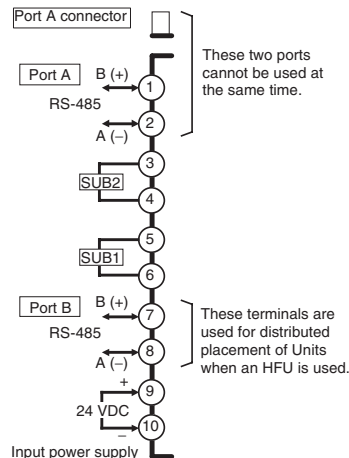 Port A connector
These two ports
cannot be used at
the same time.
Port A
B (+)
RS-485
A (−)
1
2
3
SUB2
4
5
SUB1
6
Port B
B (+)
RS-485
A (−)
7
8
These terminals are
used for distributed
placement of Units
when an HFU is used.
+
9
24 VDC
−
10
Input power supply